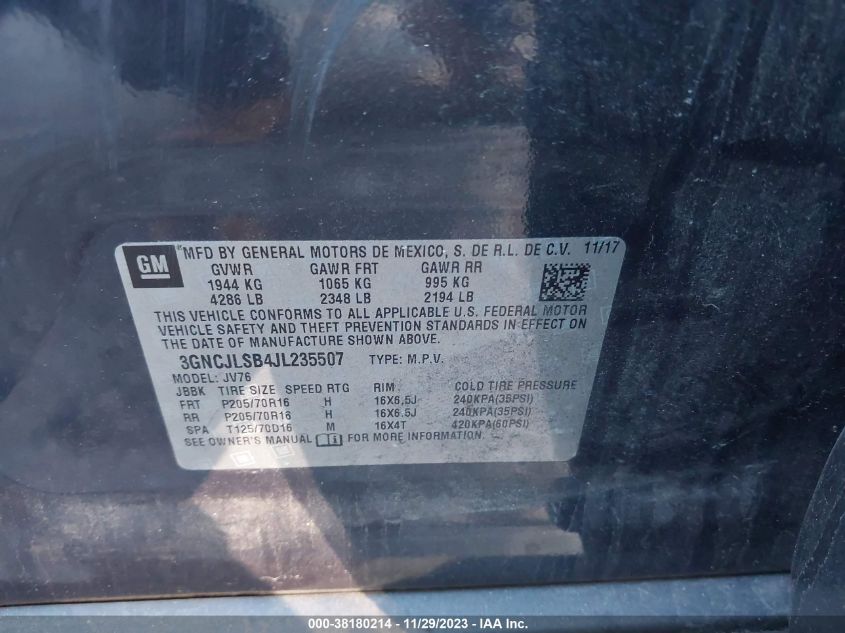 GM
MFD BY GENERAL MOTORS DE MEXICO, S. DE R.L. DE C.V. 11/17
GVWR GAWR FRT GAWR RR
1944 KG 1065 KG 995 KG
4286 LB 2348 LB 2194 LB
THIS VEHICLE CONFORMS TO ALL APPLICABLE U.S. FEDERAL MOTOR
VEHICLE SAFETY AND THEFT PREVENTION STANDARDS IN EFFECT ON
THE DATE OF MANUFACTURE SHOWN ABOVE.
3GNCJLSB4JL235507 TYPE: M.P.V.
MODEL: JV76
JBBK TIRE SIZE SPEED RTG RIM COLD TIRE PRESSURE
FRT P205/70R16 H 16X6.5J 240KPA(35PSI)
RR P205/70R16 H 16X6.5J 240KPA(35PSI)
SPA T125/70D16 M 16X4T 420KPA(60PSI)
SEE OWNER'S MANUAL FOR MORE INFORMATION.
000-38180214 - 11/29/2023 - IAA Inc.